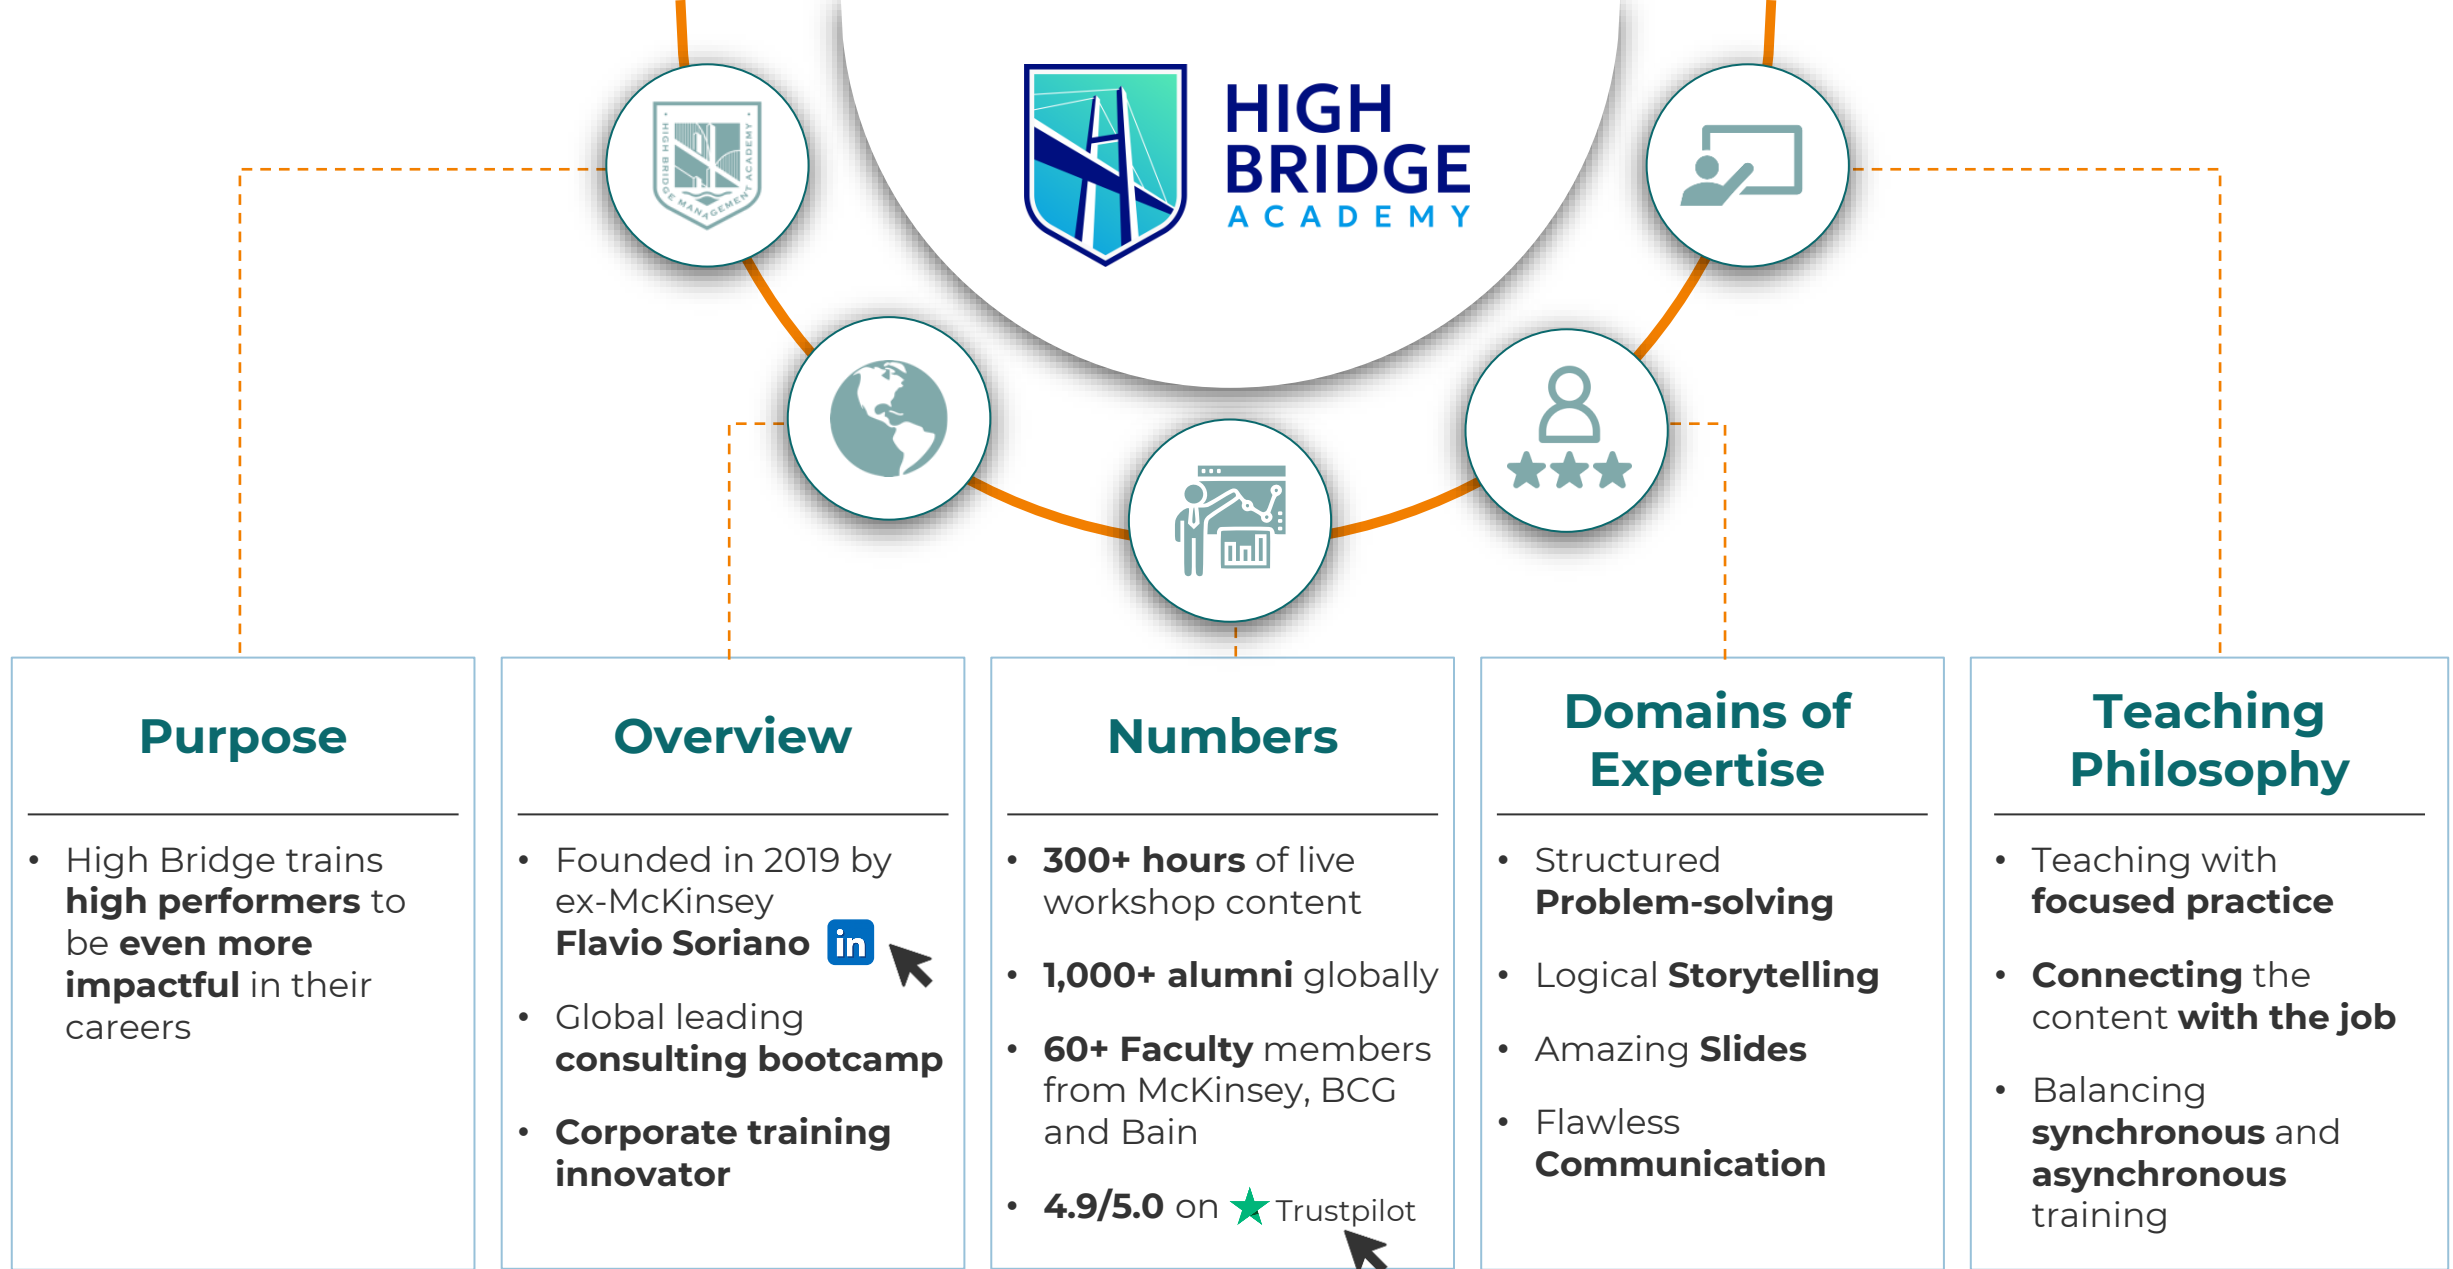 HIGH
BRIDGE
ACADEMY
HIGH BRIDGE MANAGEMENT ACADEMY
Purpose
• High Bridge trains
high performers to
be even more
impactful in their
careers
Overview
• Founded in 2019 by
ex-McKinsey
Flavio Soriano in
• Global leading
consulting bootcamp
• Corporate training
innovator
Numbers
• 300+ hours of live
workshop content
• 1,000+ alumni globally
• 60+ Faculty members
from McKinsey, BCG
and Bain
• 4.9/5.0 on Trustpilot
Domains of
Expertise
• Structured
Problem-solving
• Logical Storytelling
• Amazing Slides
• Flawless
Communication
Teaching
Philosophy
• Teaching with
focused practice
• Connecting the
content with the job
• Balancing
synchronous and
asynchronous
training